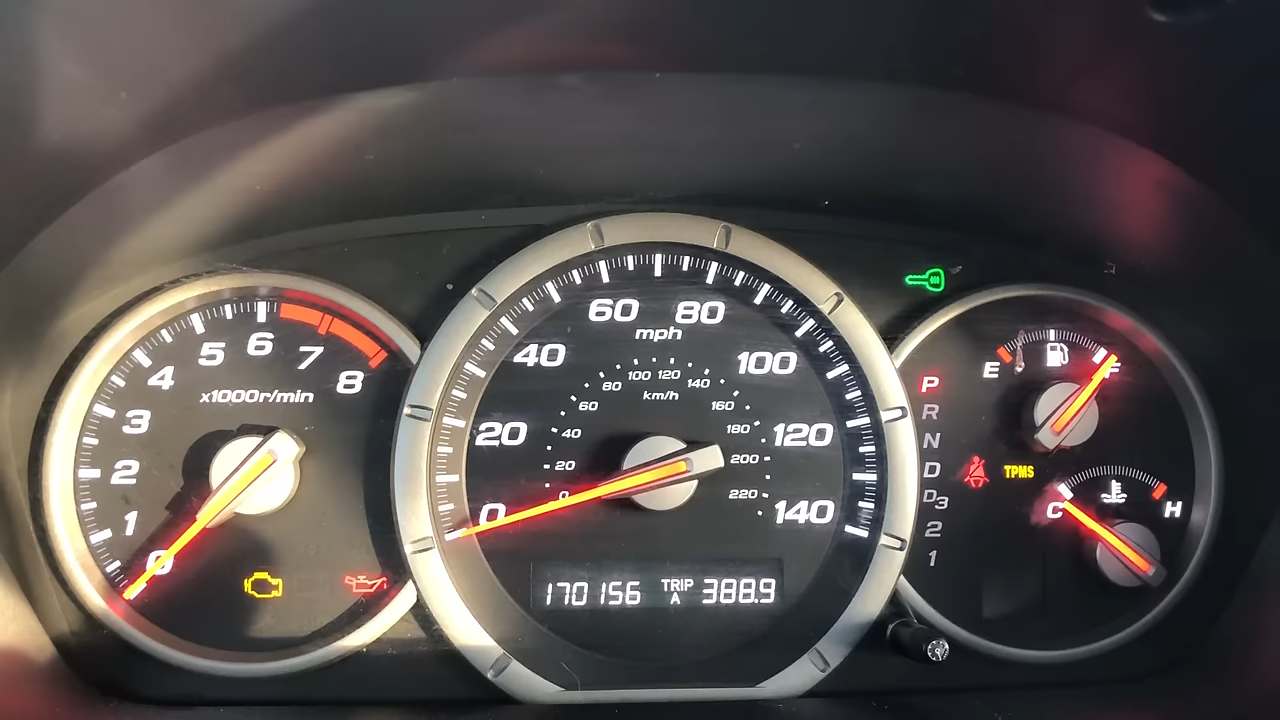 0 1 2 3 4 5 6 7 8
x1000r/min
0 20 40 60 80 100 120 140
mph
0 20 40 60 80 100 120 140 160 180 200 220
km/h
170156 TRIP A 388.9
P
R
N
D
D3
2
1
E F
TPMS
C H